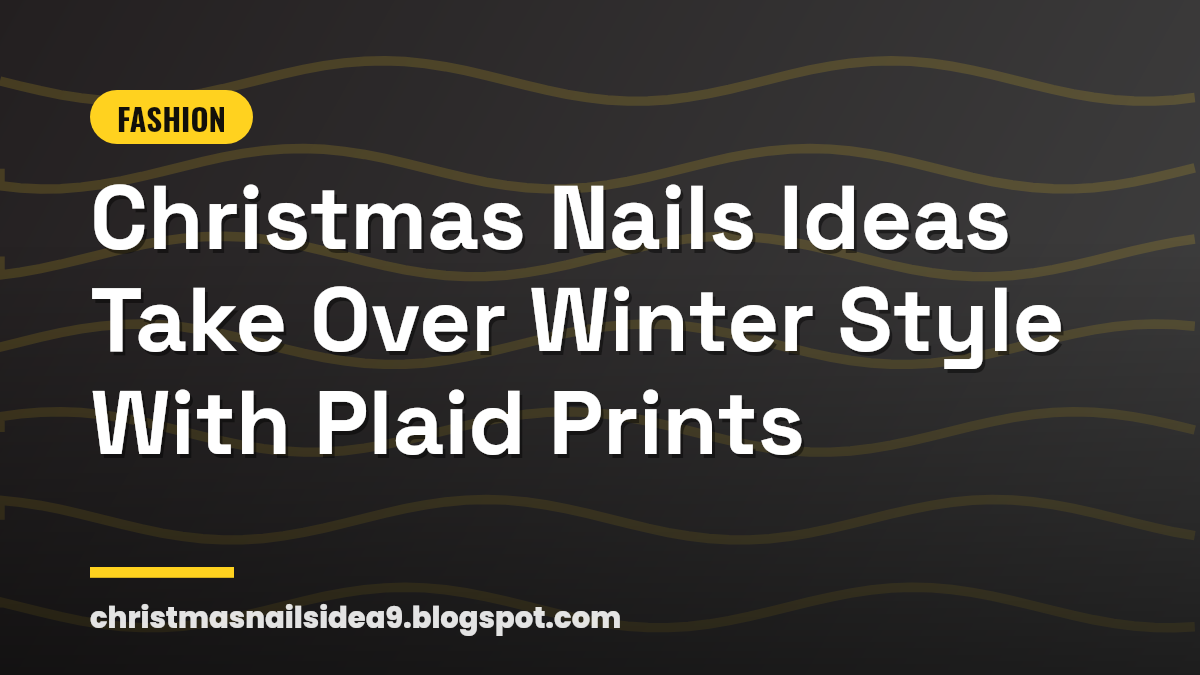 FASHION
Christmas Nails Ideas
Take Over Winter Style
With Plaid Prints
christmasnailsidea9.blogspot.com